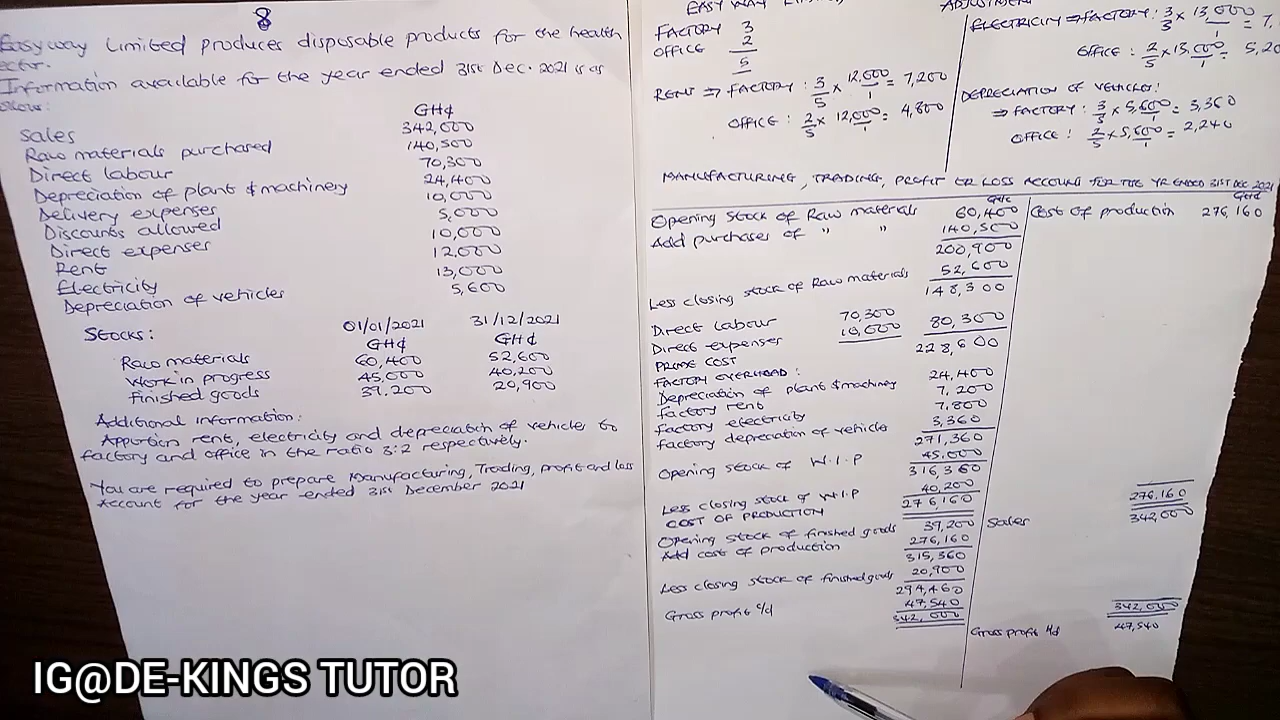 8
Easyway Limited produces disposable products for the health
ector.
Information available for the year ended 31st Dec. 2021 is as
GH¢
Sales 342,000
Raw materials purchased 140,500
Direct labour 70,300
Depreciation of plant & machinery 24,400
Delivery expenses 10,000
Discounts allowed 5,000
Direct expenses 10,000
Rent 12,000
Electricity 13,000
Depreciation of vehicles 5,600
Stocks: 01/01/2021 31/12/2021
GH¢ GH¢
Raw materials 60,400 52,600
Work in progress 45,000 40,200
Finished goods 39,200 20,900
Additional information:
Apportion rent, electricity and depreciation of vehicles to
factory and office in the ratio 3:2 respectively.
You are required to prepare Manufacturing, Trading, profit and loss
Account for the year ended 31st December 2021
EASY WAY
FACTORY 3
OFFICE 2
5
RENT ⇒ FACTORY : 3/5 × 12,000/1 = 7,200
OFFICE : 2/5 × 12,000/1 = 4,800
ELECTRICITY ⇒ FACTORY : 3/5 × 13,000/1 = 7,
OFFICE : 2/5 × 13,000/1 = 5,20
DEPRECIATION OF VEHICLES :
⇒ FACTORY : 3/5 × 5,600/1 = 3,360
OFFICE : 2/5 × 5,600/1 = 2,240
MANUFACTURING, TRADING, PROFIT OR LOSS ACCOUNT FOR THE YR ENDED 31ST DEC 2021
GH¢ GH¢
Opening stock of Raw materials 60,400 Cost of production 276,160
Add purchases of " " 140,500
200,900
Less closing stock of Raw materials 52,600
148,300
Direct labour 70,300
Direct expenses 10,000 80,300
PRIME COST 228,600
FACTORY OVERHEAD :
Depreciation of plant & machinery 24,400
Factory rent 7,200
Factory electricity 7,800
Factory depreciation of vehicle 3,360
271,360
Opening stock of W.I.P 45,000
316,360
Less closing stock of W.I.P 40,200
COST OF PRODUCTION 276,160 276,160
Opening stock of finished goods 39,200 Sales 342,000
Add cost of production 276,160
315,360
Less closing stock of finished goods 20,900
294,460
Gross profit c/d 47,540
342,000 342,000
Gross profit b/d 47,540
IG@DE-KINGS TUTOR